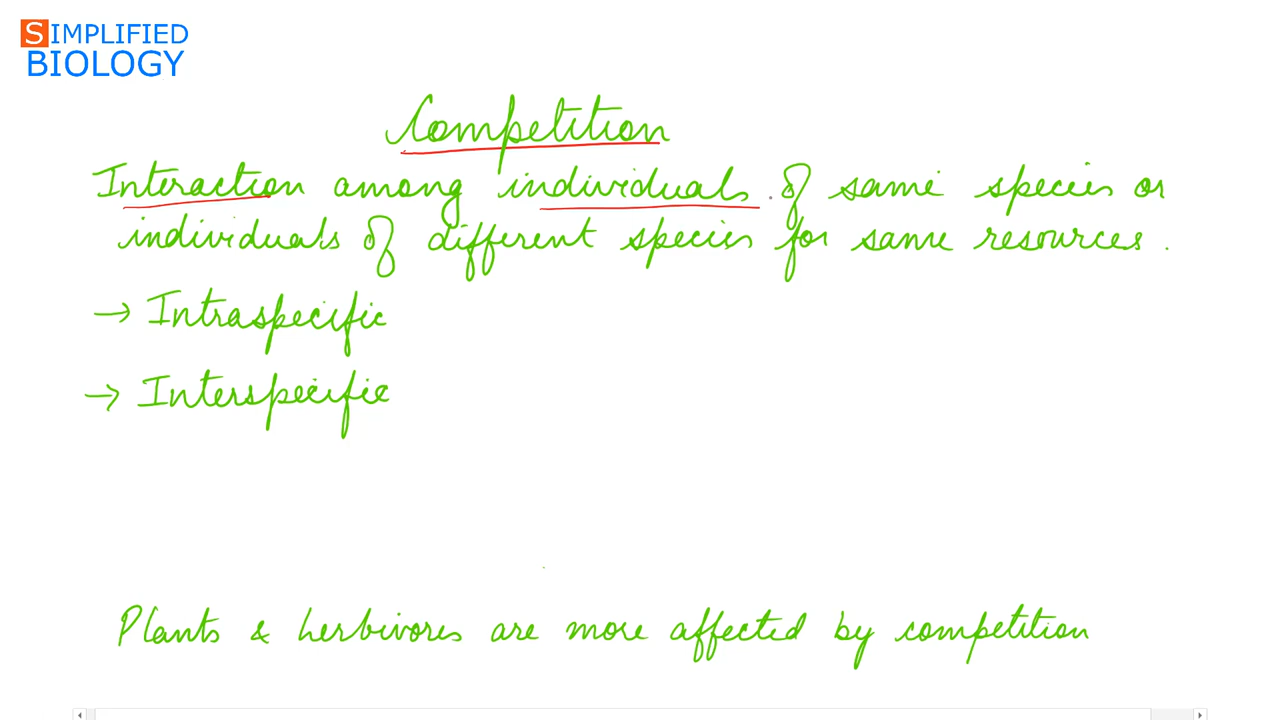 SIMPLIFIED
BIOLOGY
Competition
Interaction among individuals of same species or
individuals of different species for same resources.
→ Intraspecific
→ Interspecific
Plants & herbivores are more affected by competition